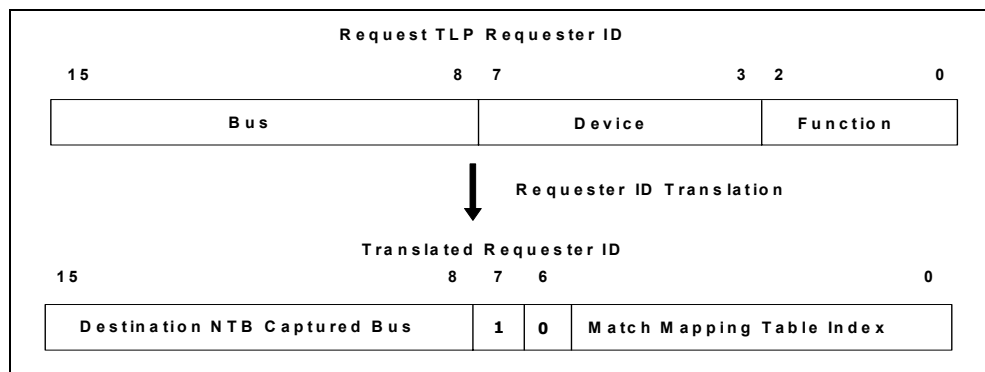 Request TLP Requester ID
15 8 7 3 2 0
Bus Device Function
Requester ID Translation
Translated Requester ID
15 8 7 6 0
Destination NTB Captured Bus 1 0 Match Mapping Table Index